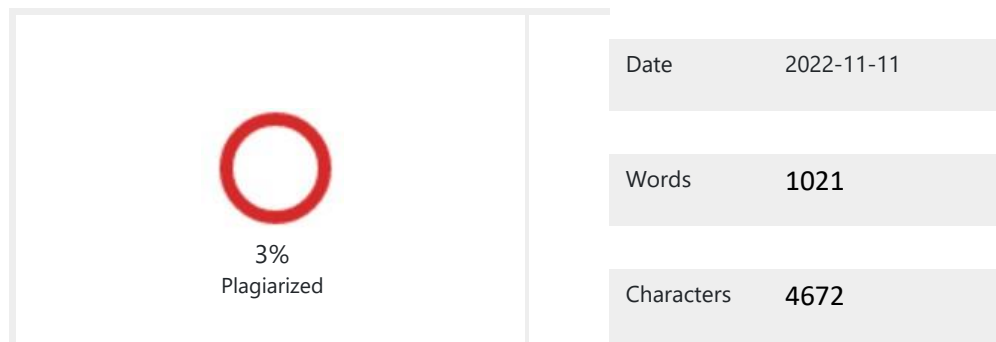 3%
Plagiarized
Date 2022-11-11
Words 1021
Characters 4672